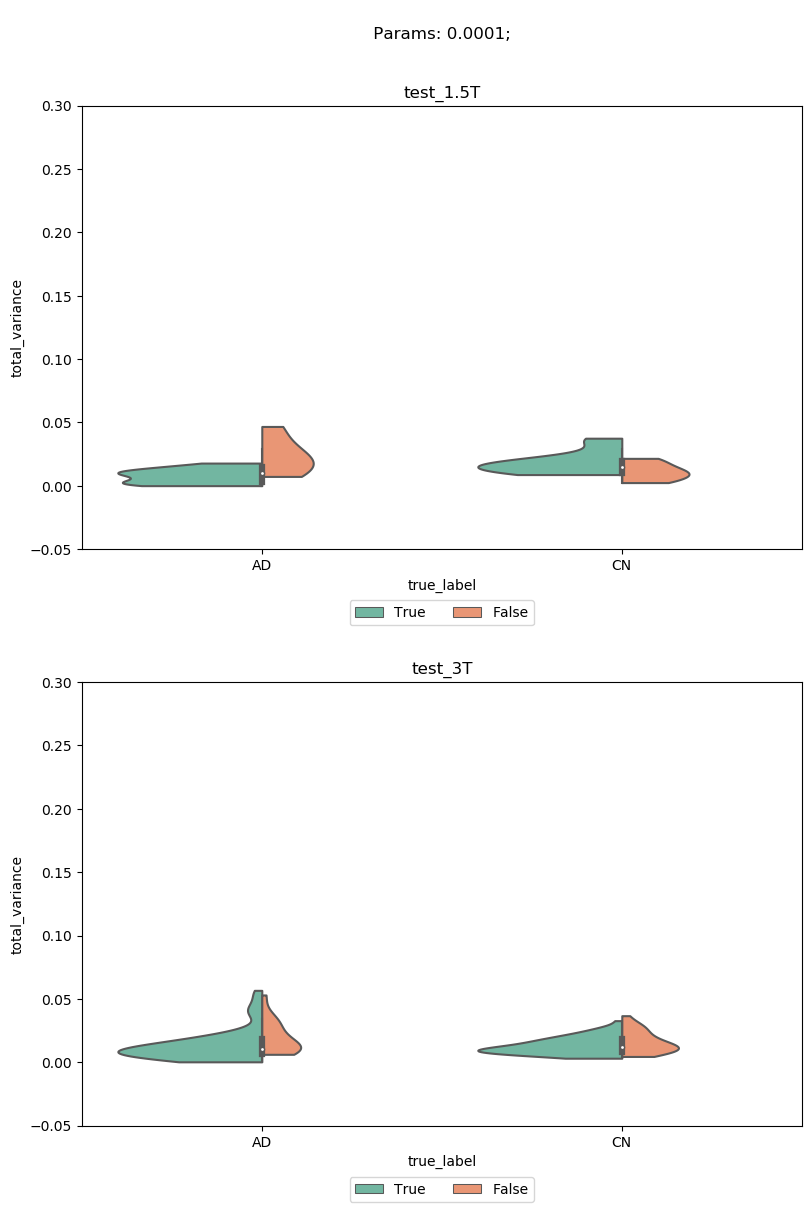 Params: 0.0001;
test_1.5T
0.30
0.25
0.20
0.15
0.10
0.05
0.00
−0.05
total_variance
AD CN
true_label
True False
test_3T
0.30
0.25
0.20
0.15
0.10
0.05
0.00
−0.05
total_variance
AD CN
true_label
True False